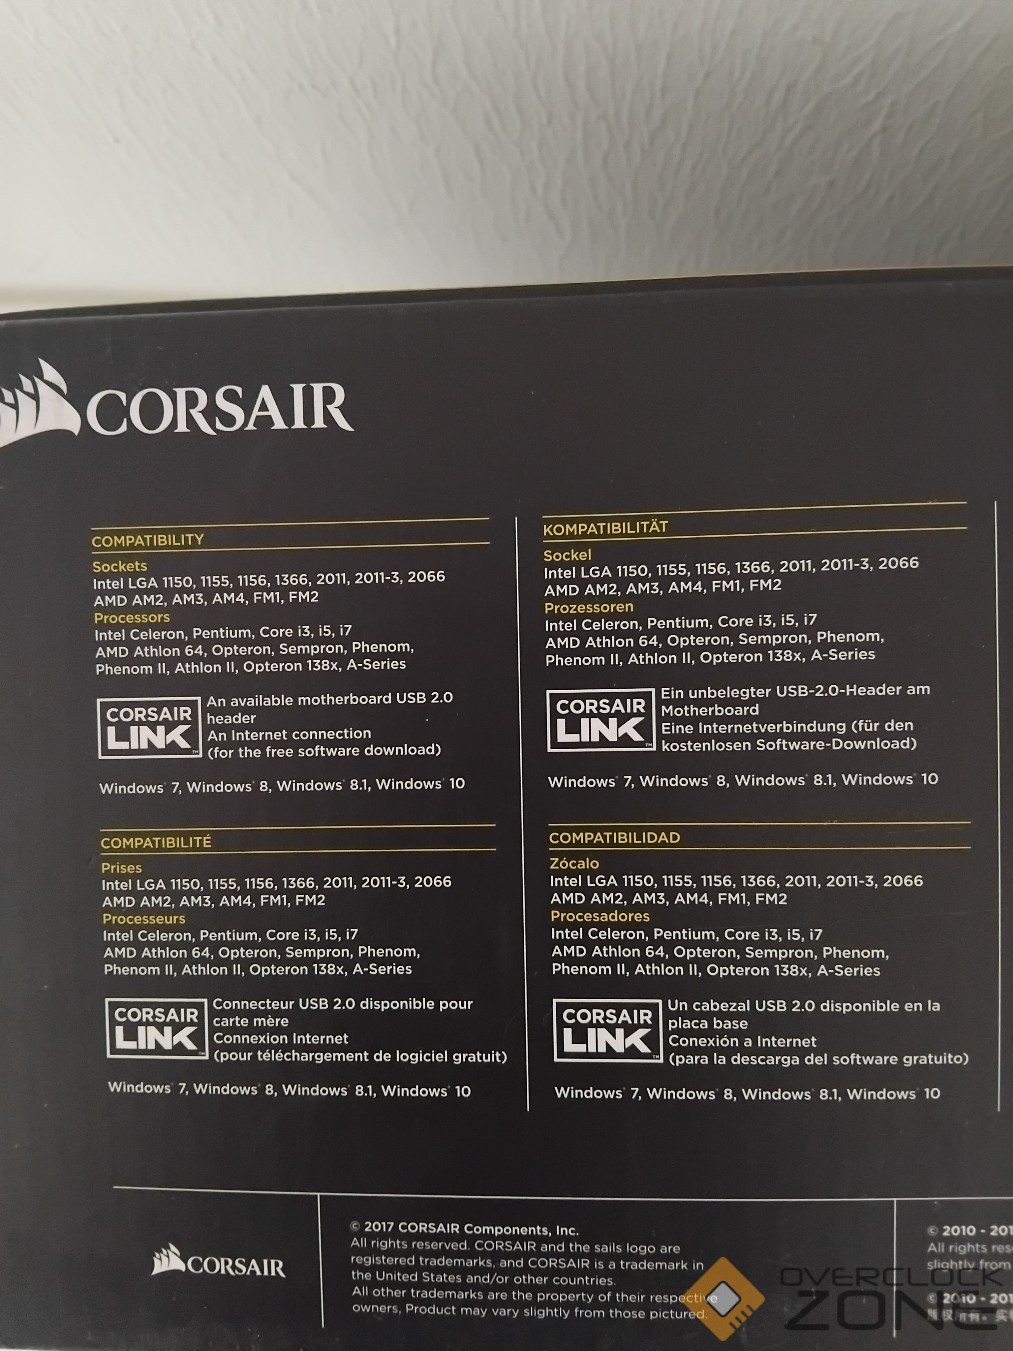 CORSAIR
COMPATIBILITY
Sockets
Intel LGA 1150, 1155, 1156, 1366, 2011, 2011-3, 2066
AMD AM2, AM3, AM4, FM1, FM2
Processors
Intel Celeron, Pentium, Core i3, i5, i7
AMD Athlon 64, Opteron, Sempron, Phenom,
Phenom II, Athlon II, Opteron 138x, A-Series
CORSAIR
LINK™
An available motherboard USB 2.0
header
An Internet connection
(for the free software download)
Windows® 7, Windows® 8, Windows® 8.1, Windows® 10
KOMPATIBILITÄT
Sockel
Intel LGA 1150, 1155, 1156, 1366, 2011, 2011-3, 2066
AMD AM2, AM3, AM4, FM1, FM2
Prozessoren
Intel Celeron, Pentium, Core i3, i5, i7
AMD Athlon 64, Opteron, Sempron, Phenom,
Phenom II, Athlon II, Opteron 138x, A-Series
CORSAIR
LINK™
Ein unbelegter USB-2.0-Header am
Motherboard
Eine Internetverbindung (für den
kostenlosen Software-Download)
Windows® 7, Windows® 8, Windows® 8.1, Windows® 10
COMPATIBILITÉ
Prises
Intel LGA 1150, 1155, 1156, 1366, 2011, 2011-3, 2066
AMD AM2, AM3, AM4, FM1, FM2
Processeurs
Intel Celeron, Pentium, Core i3, i5, i7
AMD Athlon 64, Opteron, Sempron, Phenom,
Phenom II, Athlon II, Opteron 138x, A-Series
CORSAIR
LINK™
Connecteur USB 2.0 disponible pour
carte mère
Connexion Internet
(pour téléchargement de logiciel gratuit)
Windows® 7, Windows® 8, Windows® 8.1, Windows® 10
COMPATIBILIDAD
Zócalo
Intel LGA 1150, 1155, 1156, 1366, 2011, 2011-3, 2066
AMD AM2, AM3, AM4, FM1, FM2
Procesadores
Intel Celeron, Pentium, Core i3, i5, i7
AMD Athlon 64, Opteron, Sempron, Phenom,
Phenom II, Athlon II, Opteron 138x, A-Series
CORSAIR
LINK™
Un cabezal USB 2.0 disponible en la
placa base
Conexión a Internet
(para la descarga del software gratuito)
Windows® 7, Windows® 8, Windows® 8.1, Windows® 10
CORSAIR
© 2017 CORSAIR Components, Inc.
All rights reserved. CORSAIR and the sails logo are
registered trademarks, and CORSAIR is a trademark in
the United States and/or other countries.
All other trademarks are the property of their respective
owners, Product may vary slightly from those pictured.
© 2010 - 201
All rights res
slightly from
© 2010 - 201
OVERCLOCK
ZONE